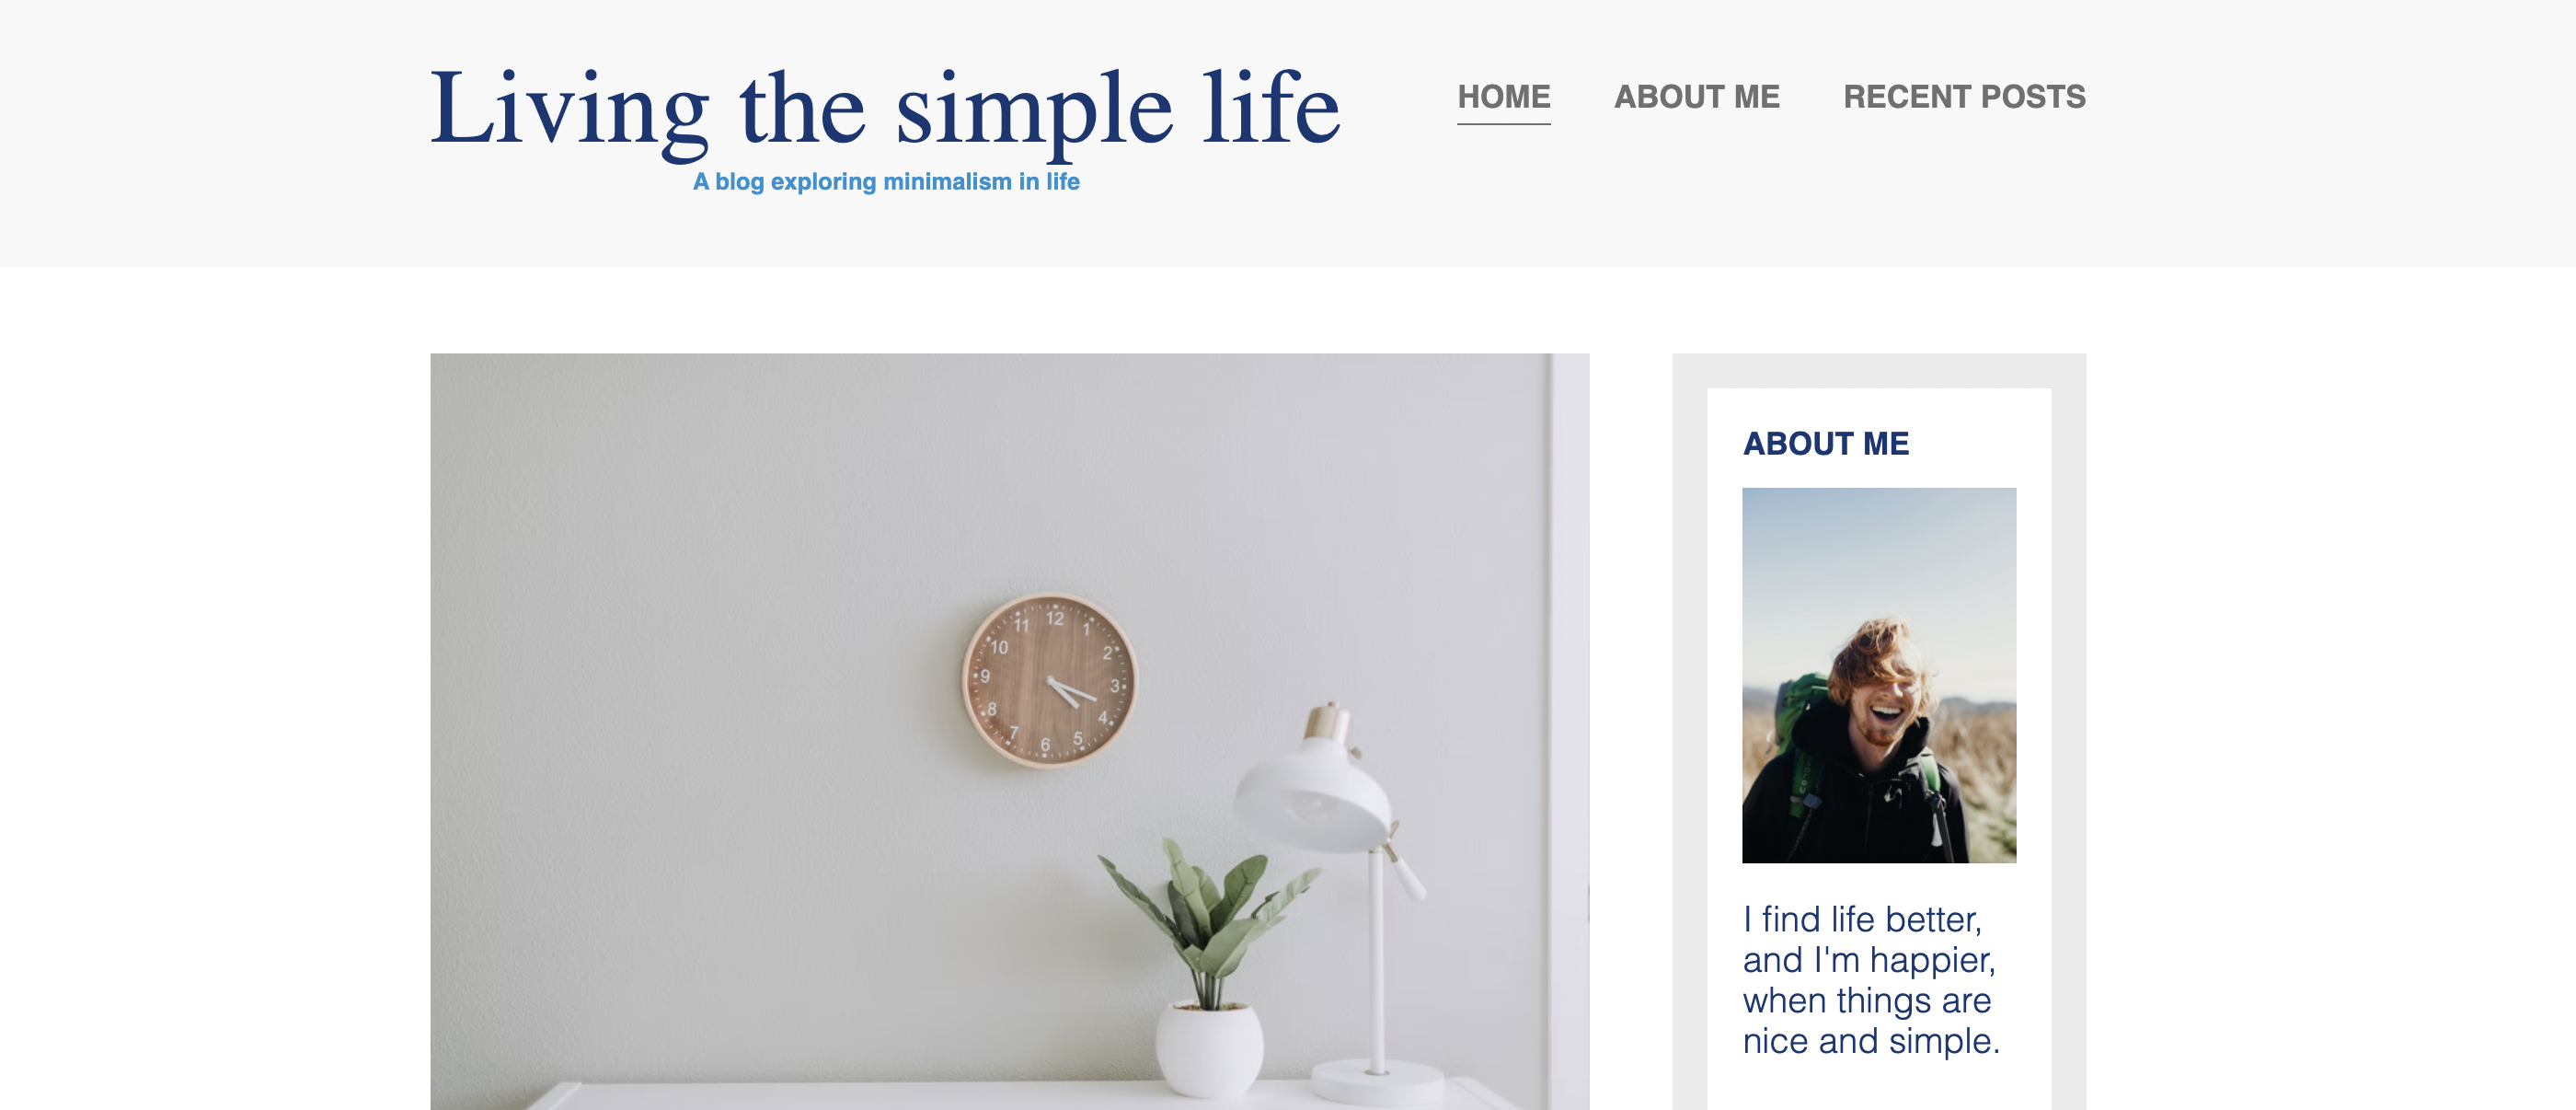 Living the simple life
A blog exploring minimalism in life
HOME
ABOUT ME
RECENT POSTS
12
1
2
3
4
5
6
7
8
9
10
11
ABOUT ME
I find life better,
and I'm happier,
when things are
nice and simple.